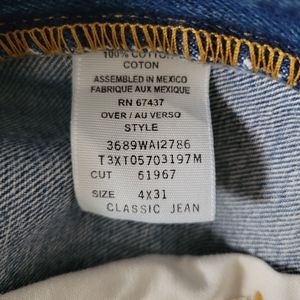 100% COTTON
COTON
ASSEMBLED IN MEXICO
FABRIQUE AUX MEXIQUE
RN 67437
OVER / AU VERSO
STYLE
3689WAI2786
T3XT05703197M
CUT 61967
SIZE 4X31
CLASSIC JEAN